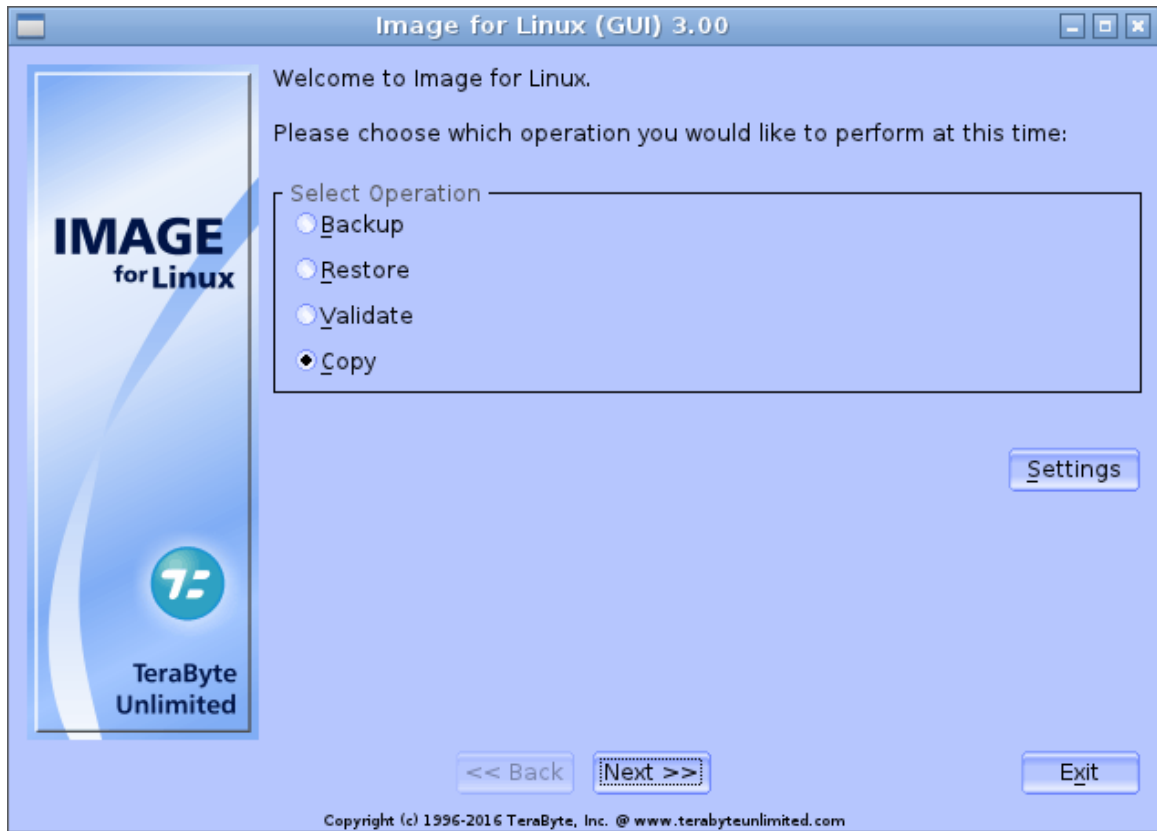 Image for Linux (GUI) 3.00
IMAGE
for Linux
TeraByte
Unlimited
Welcome to Image for Linux.
Please choose which operation you would like to perform at this time:
Select Operation
Backup
Restore
Validate
Copy
Settings
<< Back
Next >>
Exit
Copyright (c) 1996-2016 TeraByte, Inc. @ www.terabyteunlimited.com